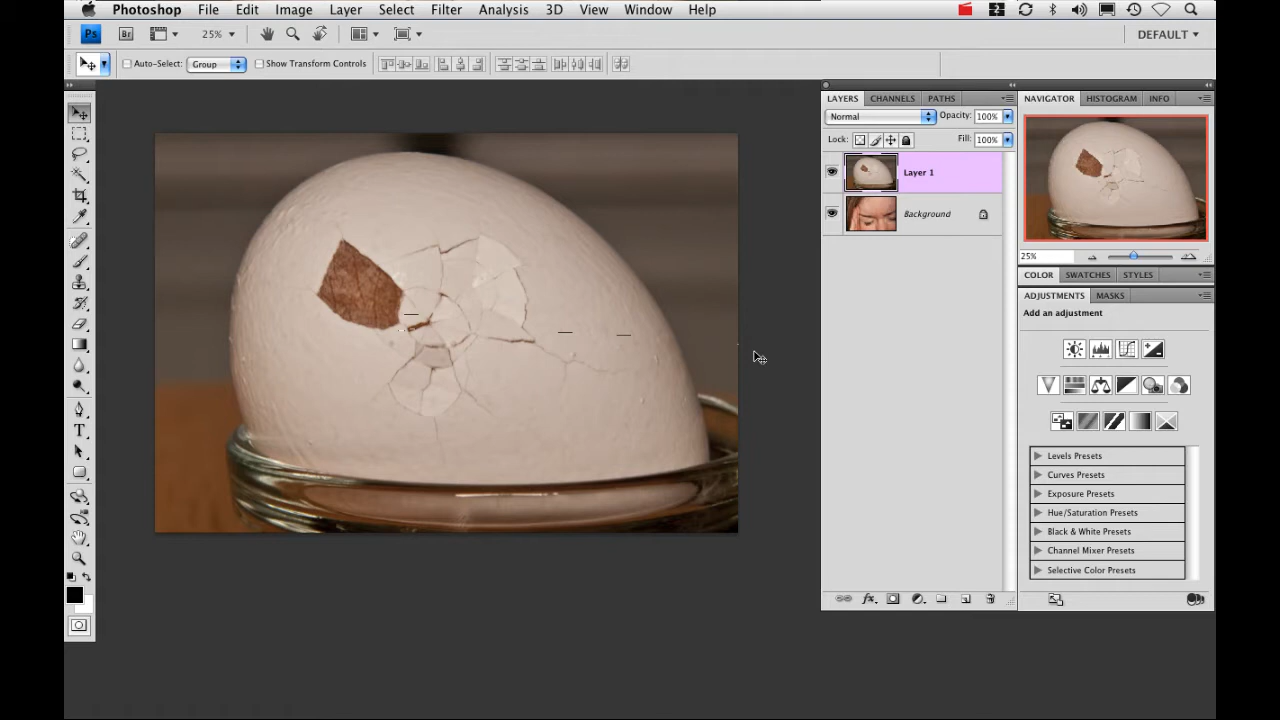 Photoshop File Edit Image Layer Select Filter Analysis 3D View Window Help
Ps Br 25% DEFAULT
Auto-Select: Group Show Transform Controls
LAYERS CHANNELS PATHS
Normal Opacity: 100%
Lock: Fill: 100%
Layer 1
Background
NAVIGATOR HISTOGRAM INFO
25%
COLOR SWATCHES STYLES
ADJUSTMENTS MASKS
Add an adjustment
Levels Presets
Curves Presets
Exposure Presets
Hue/Saturation Presets
Black & White Presets
Channel Mixer Presets
Selective Color Presets
T
fx